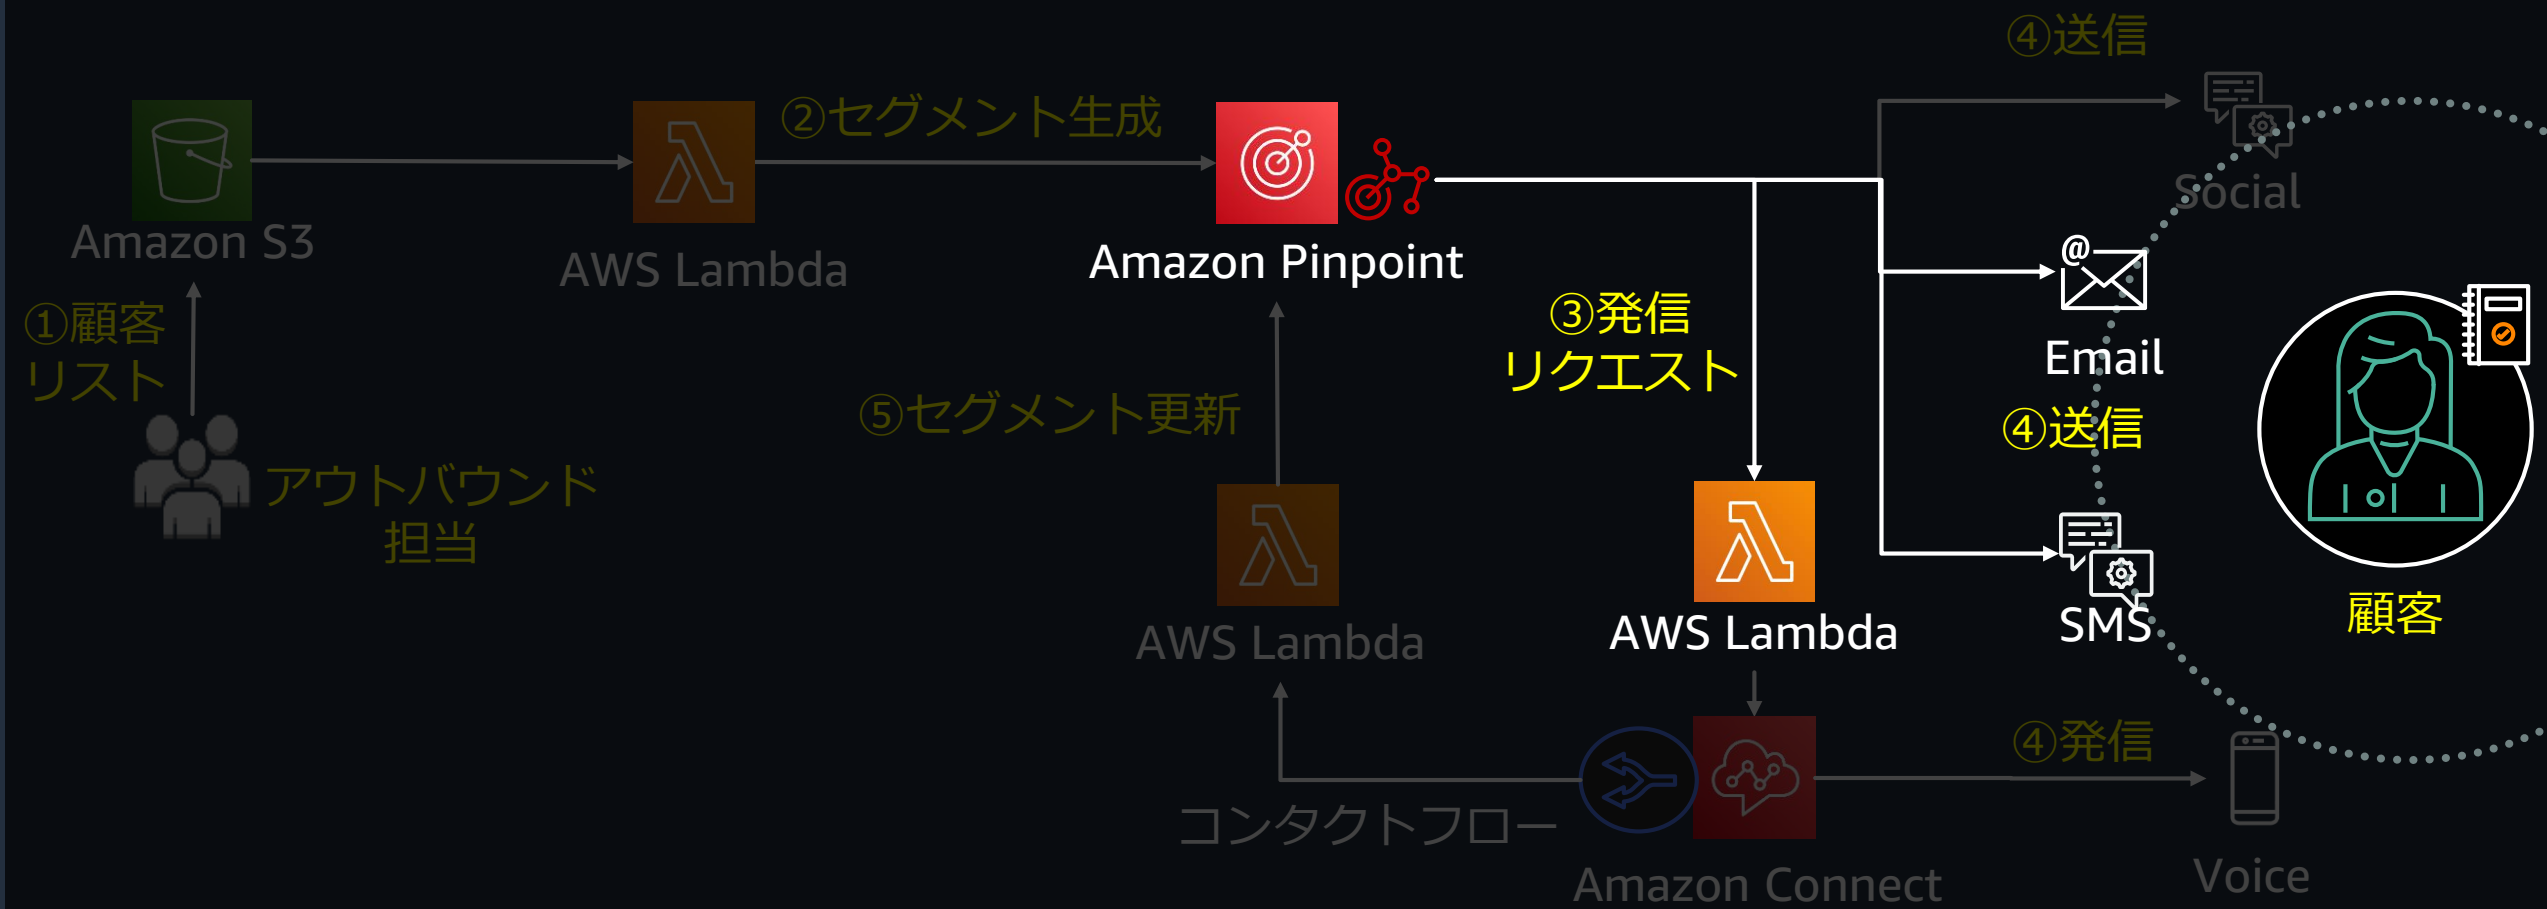 ④送信
②セグメント生成
Social
Amazon S3
AWS Lambda
Amazon Pinpoint
①顧客
リスト
③発信
リクエスト
@
Email
⑤セグメント更新
④送信
アウトバウンド
担当
AWS Lambda
AWS Lambda
SMS
顧客
④発信
コンタクトフロー
Amazon Connect
Voice